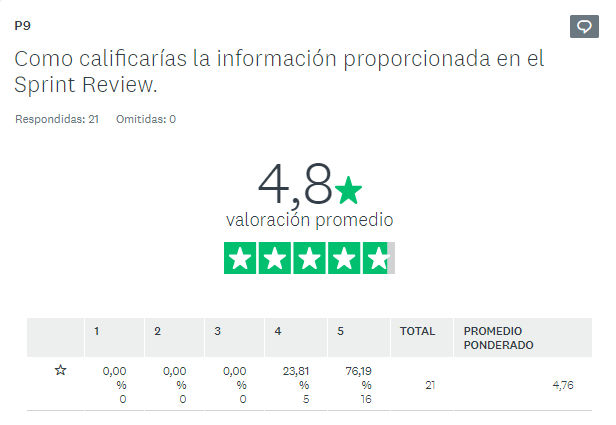 P9
Como calificarías la información proporcionada en el
Sprint Review.
Respondidas: 21 Omitidas: 0
4,8
valoración promedio
1 2 3 4 5 TOTAL PROMEDIO
PONDERADO
0,00 0,00 0,00 23,81 76,19
% % % % % 21 4,76
0 0 0 5 16